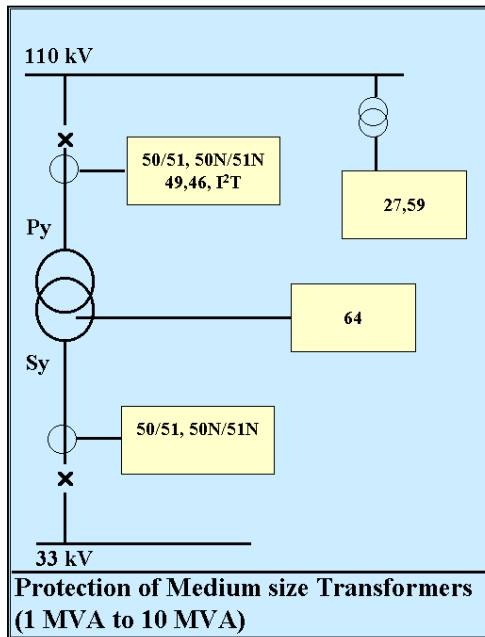 110 kV
50/51, 50N/51N
49,46, I²T
27,59
Py
64
Sy
50/51, 50N/51N
33 kV
Protection of Medium size Transformers
(1 MVA to 10 MVA)